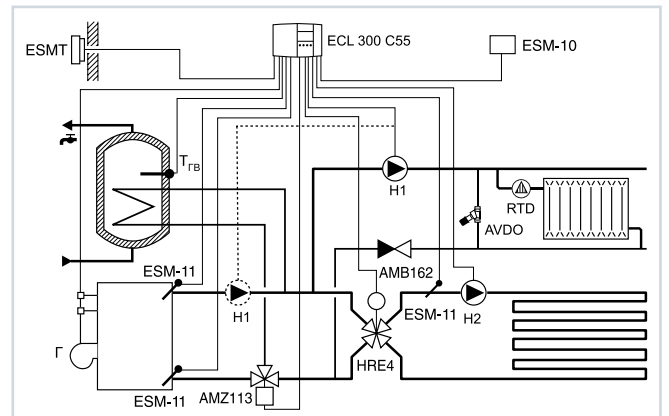 ECL 300 C55
ESMT
ESM-10
Tгв
H1
RTD
AVDO
ESM-11
AMB162
H1
ESM-11
H2
HRE4
Г
ESM-11
AMZ113